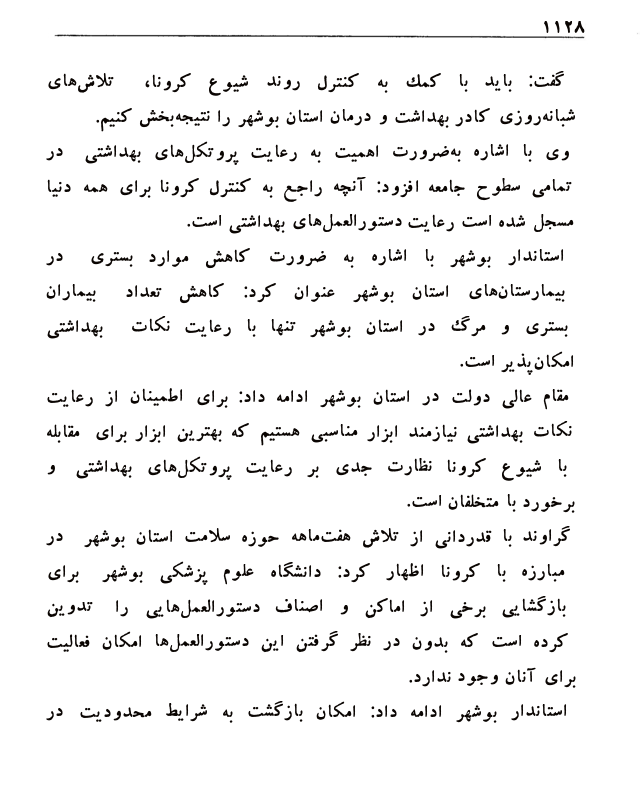 ۱۱۲۸
گفت: باید با کمك به کنترل روند شیوع کرونا، تلاش‌های
شبانه‌روزی کادر بهداشت و درمان استان بوشهر را نتیجه‌بخش کنیم.
وی با اشاره به‌ضرورت اهمیت به رعایت پروتکل‌های بهداشتی در
تمامی سطوح جامعه افزود: آنچه راجع به کنترل کرونا برای همه دنیا
مسجل شده است رعایت دستورالعمل‌های بهداشتی است.
استاندار بوشهر با اشاره به ضرورت کاهش موارد بستری در
بیمارستان‌های استان بوشهر عنوان کرد: کاهش تعداد بیماران
بستری و مرگ در استان بوشهر تنها با رعایت نکات بهداشتی
امکان‌پذیر است.
مقام عالی دولت در استان بوشهر ادامه داد: برای اطمینان از رعایت
نکات بهداشتی نیازمند ابزار مناسبی هستیم که بهترین ابزار برای مقابله
با شیوع کرونا نظارت جدی بر رعایت پروتکل‌های بهداشتی و
برخورد با متخلفان است.
گراوند با قدردانی از تلاش هفت‌ماهه حوزه سلامت استان بوشهر در
مبارزه با کرونا اظهار کرد: دانشگاه علوم پزشکی بوشهر برای
بازگشایی برخی از اماکن و اصناف دستورالعمل‌هایی را تدوین
کرده است که بدون در نظر گرفتن این دستورالعمل‌ها امکان فعالیت
برای آنان وجود ندارد.
استاندار بوشهر ادامه داد: امکان بازگشت به شرایط محدودیت در